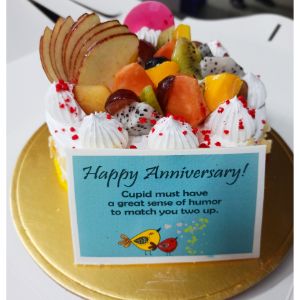 Happy Anniversary!
Cupid must have
a great sense of humor
to match you two up.